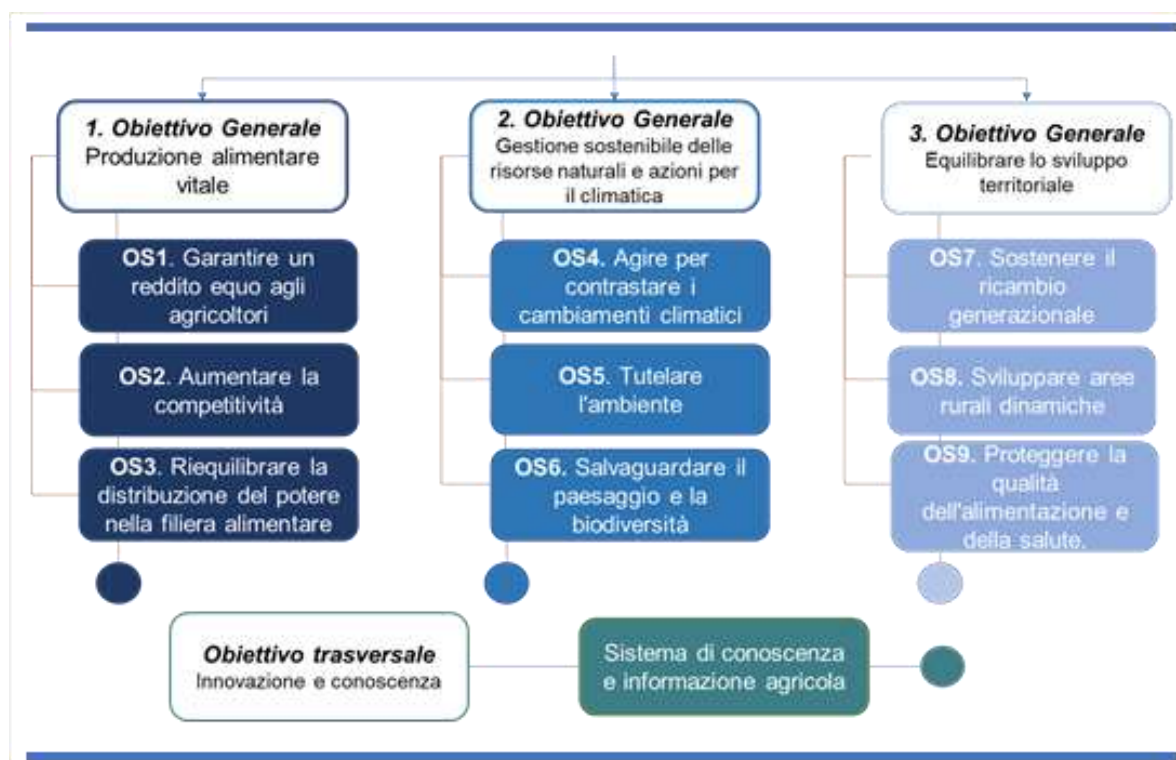 1. Obiettivo Generale
Produzione alimentare
vitale
OS1. Garantire un
reddito equo agli
agricoltori
OS2. Aumentare la
competitività
OS3. Riequilibrare la
distribuzione del potere
nella filiera alimentare
2. Obiettivo Generale
Gestione sostenibile delle
risorse naturali e azioni per
il climatica
OS4. Agire per
contrastare i
cambiamenti climatici
OS5. Tutelare
l'ambiente
OS6. Salvaguardare il
paesaggio e la
biodiversità
3. Obiettivo Generale
Equilibrare lo sviluppo
territoriale
OS7. Sostenere il
ricambio
generazionale
OS8. Sviluppare aree
rurali dinamiche
OS9. Proteggere la
qualità
dell'alimentazione e
della salute.
Obiettivo trasversale
Innovazione e conoscenza
Sistema di conoscenza
e informazione agricola